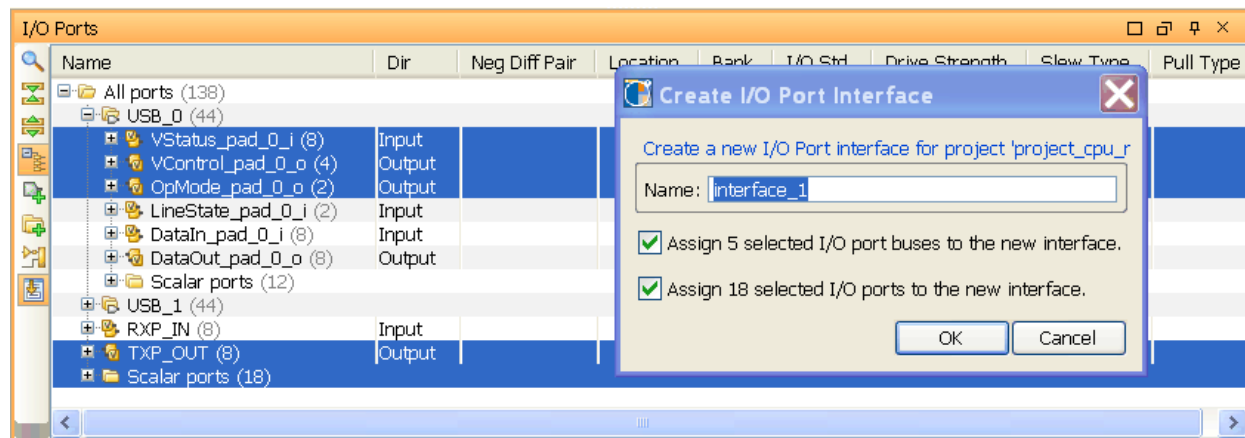 I/O Ports
Name Dir Neg Diff Pair Location Bank I/O Std Drive Strength Slew Type Pull Type
All ports (138)
USB_0 (44)
VStatus_pad_0_i (8) Input
VControl_pad_0_o (4) Output
OpMode_pad_0_o (2) Output
LineState_pad_0_i (2) Input
DataIn_pad_0_i (8) Input
DataOut_pad_0_o (8) Output
Scalar ports (12)
USB_1 (44)
RXP_IN (8) Input
TXP_OUT (8) Output
Scalar ports (18)
Create I/O Port Interface
Create a new I/O Port interface for project 'project_cpu_r
Name: interface_1
Assign 5 selected I/O port buses to the new interface.
Assign 18 selected I/O ports to the new interface.
OK Cancel